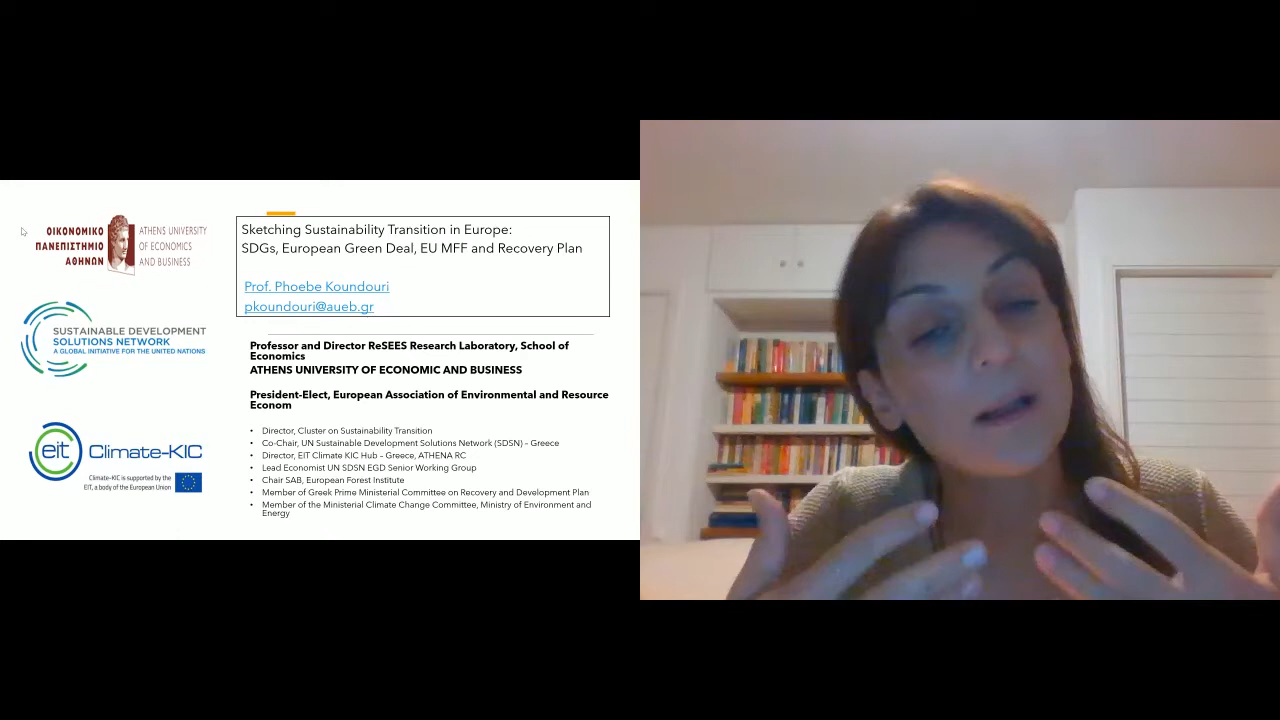 ΟΙΚΟΝΟΜΙΚΟ
ΠΑΝΕΠΙΣΤΗΜΙΟ
ΑΘΗΝΩΝ
ATHENS UNIVERSITY
OF ECONOMICS
AND BUSINESS
SUSTAINABLE DEVELOPMENT
SOLUTIONS NETWORK
A GLOBAL INITIATIVE FOR THE UNITED NATIONS
eit Climate-KIC
Climate-KIC is supported by the
EIT, a body of the European Union
Sketching Sustainability Transition in Europe:
SDGs, European Green Deal, EU MFF and Recovery Plan
Prof. Phoebe Koundouri
pkoundouri@aueb.gr
Professor and Director ReSEES Research Laboratory, School of
Economics
ATHENS UNIVERSITY OF ECONOMIC AND BUSINESS
President-Elect, European Association of Environmental and Resource
Econom
• Director, Cluster on Sustainability Transition
• Co-Chair, UN Sustainable Development Solutions Network (SDSN) – Greece
• Director, EIT Climate KIC Hub – Greece, ATHENA RC
• Lead Economist UN SDSN EGD Senior Working Group
• Chair SAB, European Forest Institute
• Member of Greek Prime Ministerial Committee on Recovery and Development Plan
• Member of the Ministerial Climate Change Committee, Ministry of Environment and
Energy